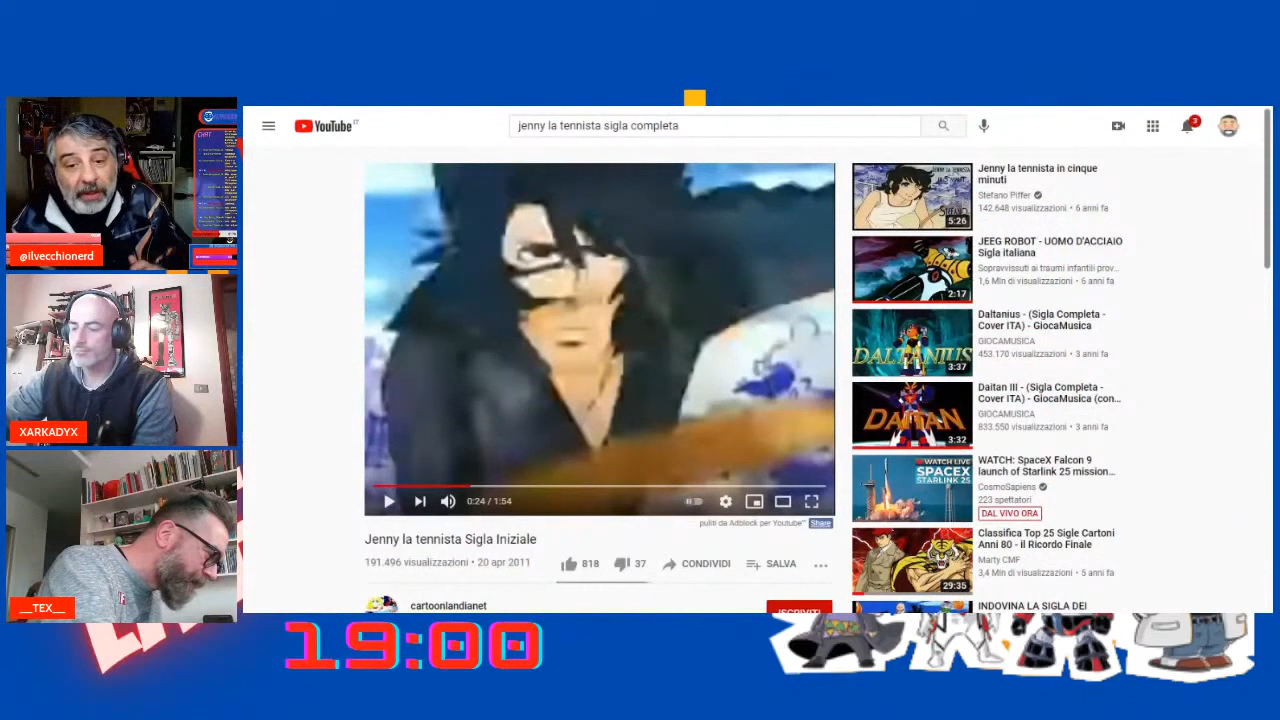 @ilvecchionerd
XARKADYX
__TEX__
CHAT
YouTube IT
jenny la tennista sigla completa
3
0:24 / 1:54
puliti da Adblock per Youtube™ Share
Jenny la tennista Sigla Iniziale
191.496 visualizzazioni • 20 apr 2011
818
37
CONDIVIDI
SALVA
cartoonlandianet
ISCRIVITI
5:26
Jenny la tennista in cinque
minuti
Stefano Piffer
142.648 visualizzazioni • 6 anni fa
2:17
JEEG ROBOT - UOMO D'ACCIAIO
Sigla italiana
Sopravvissuti ai traumi infantili prov...
1,6 Mln di visualizzazioni • 6 anni fa
DALTANIUS
3:37
Daltanius - (Sigla Completa -
Cover ITA) - GiocaMusica
GIOCAMUSICA
453.170 visualizzazioni • 3 anni fa
DAITAN
3:32
Daitan III - (Sigla Completa -
Cover ITA) - GiocaMusica (con...
GIOCAMUSICA
833.550 visualizzazioni • 3 anni fa
WATCH LIVE
SPACEX
STARLINK 25
WATCH: SpaceX Falcon 9
launch of Starlink 25 mission...
CosmoSapiens
223 spettatori
DAL VIVO ORA
29:35
Classifica Top 25 Sigle Cartoni
Anni 80 - il Ricordo Finale
Marty CMF
3,4 Mln di visualizzazioni • 5 anni fa
INDOVINA LA SIGLA DEI
19:00